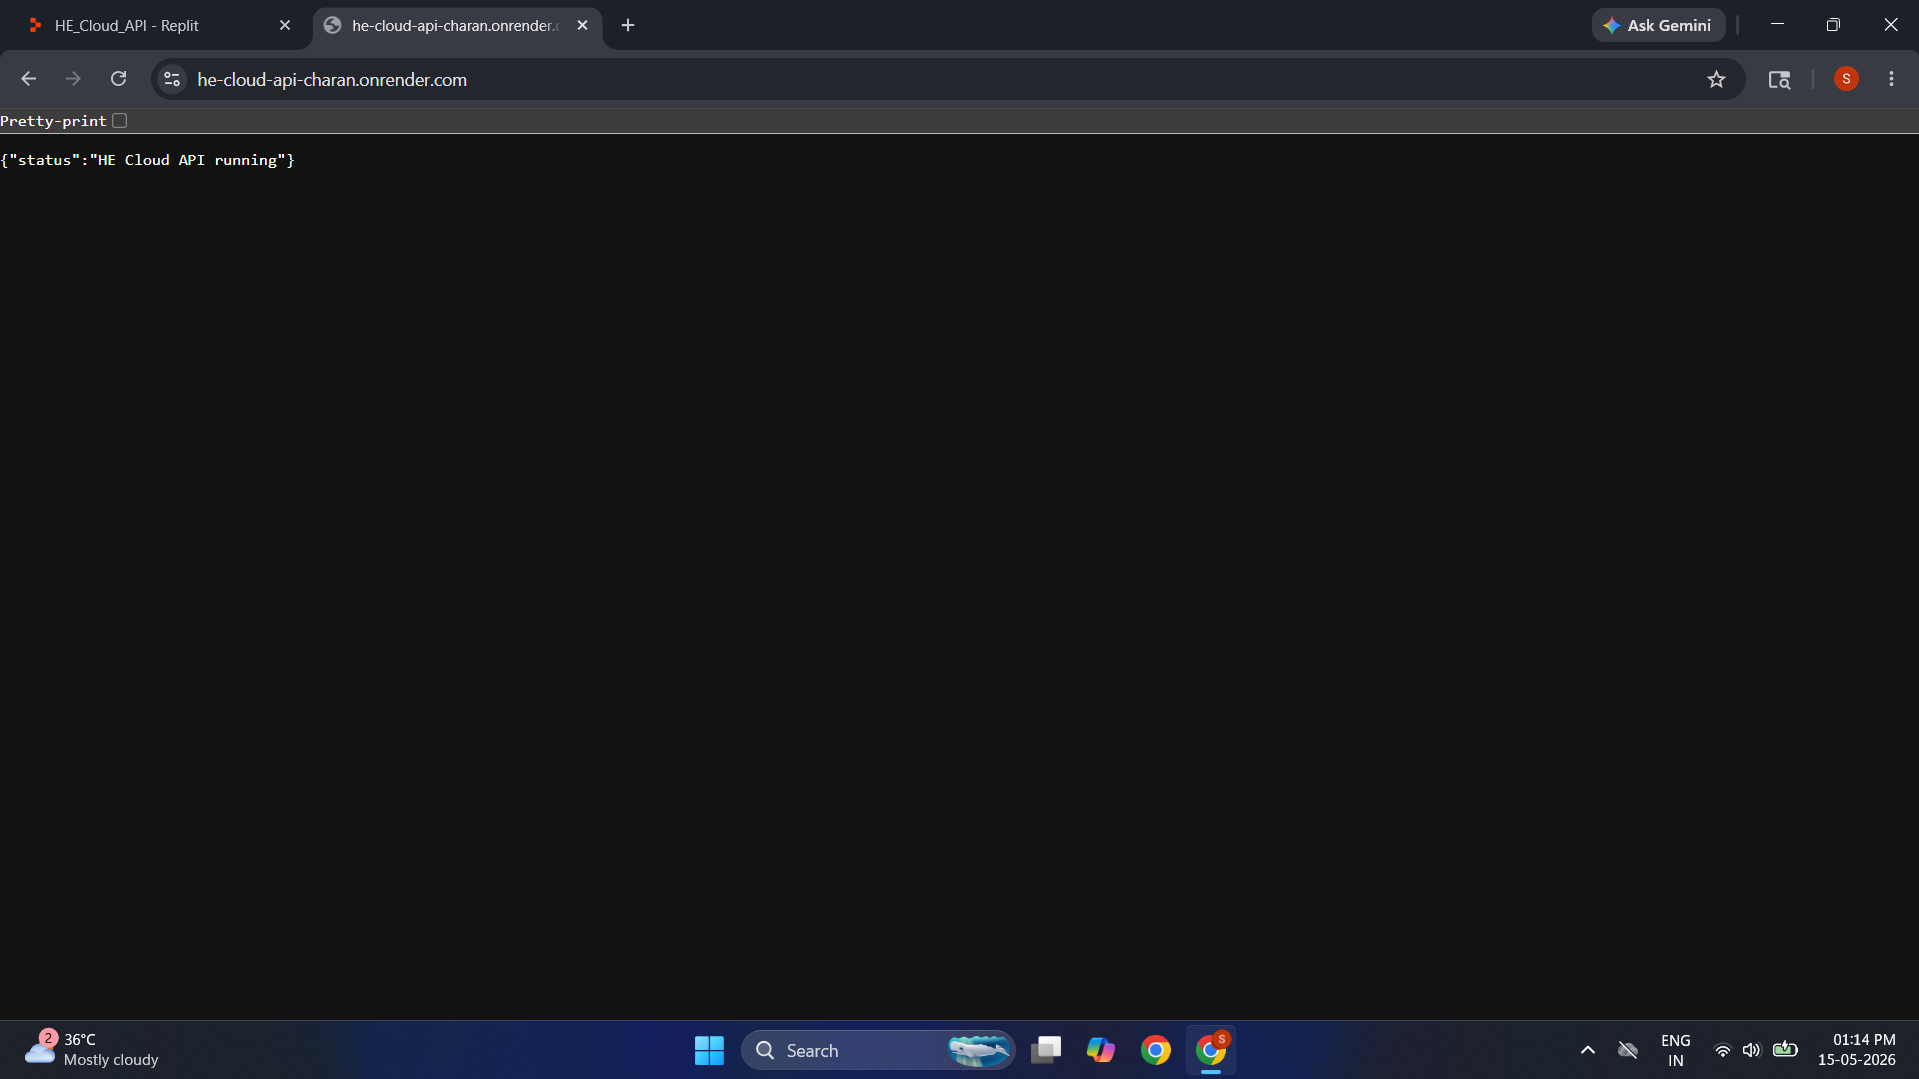 HE_Cloud_API - Replit
he-cloud-api-charan.onrender.c
Ask Gemini
he-cloud-api-charan.onrender.com
S
Pretty-print
{"status":"HE Cloud API running"}
2
36°C
Mostly cloudy
Search
S
ENG
IN
01:14 PM
15-05-2026